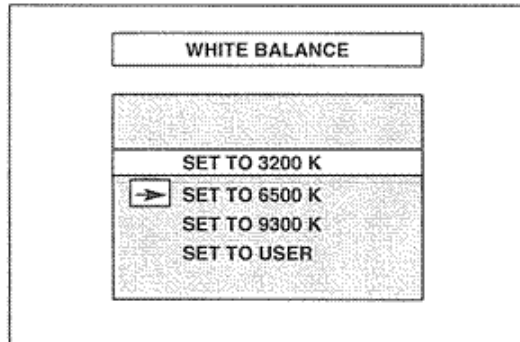 WHITE BALANCE
SET TO 3200 K
SET TO 6500 K
SET TO 9300 K
SET TO USER